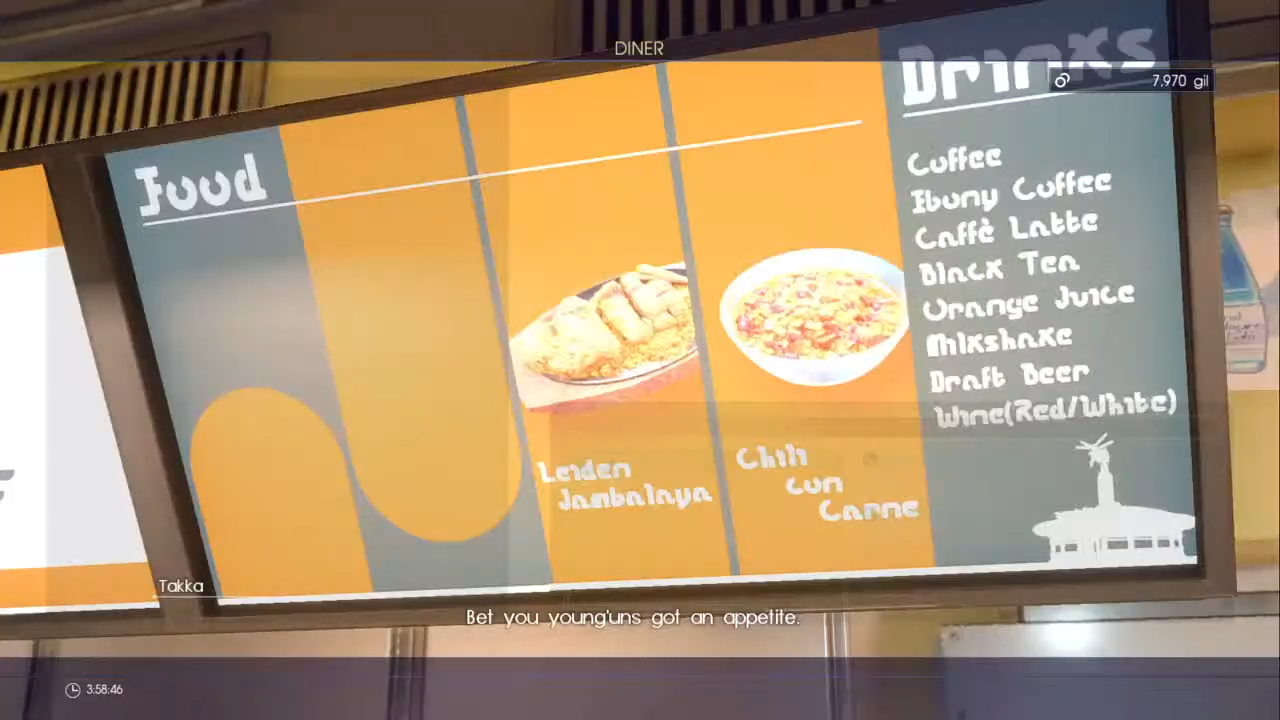 DINER
7,970 gil
Food
Leiden
Jambalaya
Chili
Con
Carne
Drinks
Coffee
Ebony Coffee
Caffè Latte
Black Tea
Orange Juice
Milkshake
Draft Beer
Wine(Red/White)
Takka
Bet you young'uns got an appetite.
3:58:46